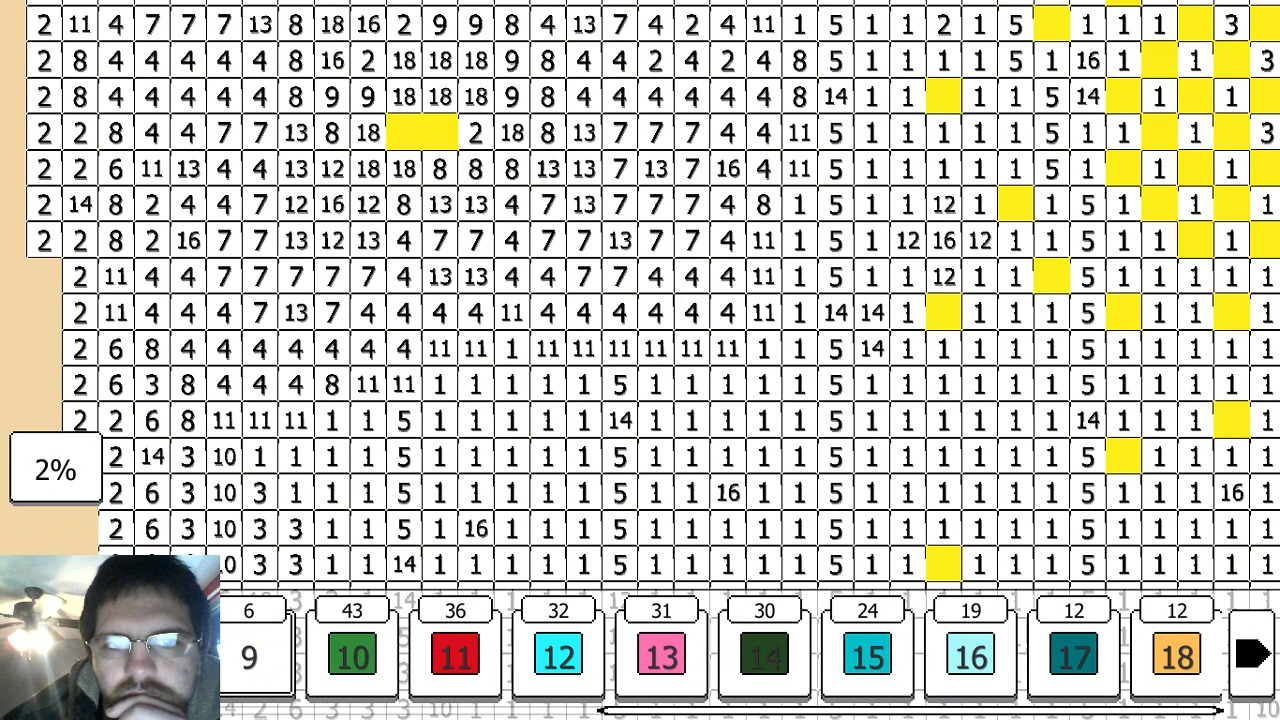 2 11 4 7 7 7 13 8 18 16 2 9 9 8 4 13 7 4 2 4 11 1 5 1 1 2 1 5 1 1 1 3
2 8 4 4 4 4 4 8 16 2 18 18 18 9 8 4 4 2 4 2 4 8 5 1 1 1 1 5 1 16 1 1 3
2 8 4 4 4 4 4 8 9 9 18 18 18 9 8 4 4 4 4 4 4 8 14 1 1 1 1 5 14 1 1
2 2 8 4 4 7 7 13 8 18 2 18 8 13 7 7 7 4 4 11 5 1 1 1 1 1 5 1 1 1 3
2 2 6 11 13 4 4 13 12 18 18 8 8 8 13 13 7 13 7 16 4 11 5 1 1 1 1 1 5 1 1 1
2 14 8 2 4 4 7 12 16 12 8 13 13 4 7 13 7 7 7 4 8 1 5 1 1 12 1 1 5 1 1 1
2 2 8 2 16 7 7 13 12 13 4 7 7 4 7 7 13 7 7 4 11 1 5 1 12 16 12 1 1 5 1 1 1
2 11 4 4 7 7 7 7 7 4 13 13 4 4 7 7 4 4 4 11 1 5 1 1 12 1 1 5 1 1 1 1 1
2 11 4 4 4 7 13 7 4 4 4 4 11 4 4 4 4 4 4 11 1 14 14 1 1 1 1 5 1 1 1
2 6 8 4 4 4 4 4 4 4 11 11 1 11 11 11 11 11 11 1 1 5 14 1 1 1 1 1 5 1 1 1 1 1
2 6 3 8 4 4 4 8 11 11 1 1 1 1 1 5 1 1 1 1 1 5 1 1 1 1 1 1 5 1 1 1 1 1
2 2 6 8 11 11 11 1 1 5 1 1 1 1 1 14 1 1 1 1 1 5 1 1 1 1 1 1 14 1 1 1 1
2% 2 14 3 10 1 1 1 1 5 1 1 1 1 1 5 1 1 1 1 1 5 1 1 1 1 1 1 5 1 1 1 1
2 6 3 10 3 1 1 1 5 1 1 1 1 1 5 1 1 16 1 1 5 1 1 1 1 1 1 5 1 1 1 16 1
2 6 3 10 3 3 1 1 5 1 16 1 1 1 5 1 1 1 1 1 5 1 1 1 1 1 1 5 1 1 1 1 1
3 3 1 1 14 1 1 1 1 1 5 1 1 1 1 1 5 1 1 1 1 1 5 1 1 1 1 1
6 43 36 32 31 30 24 19 12 12
9 10 11 12 13 14 15 16 17 18